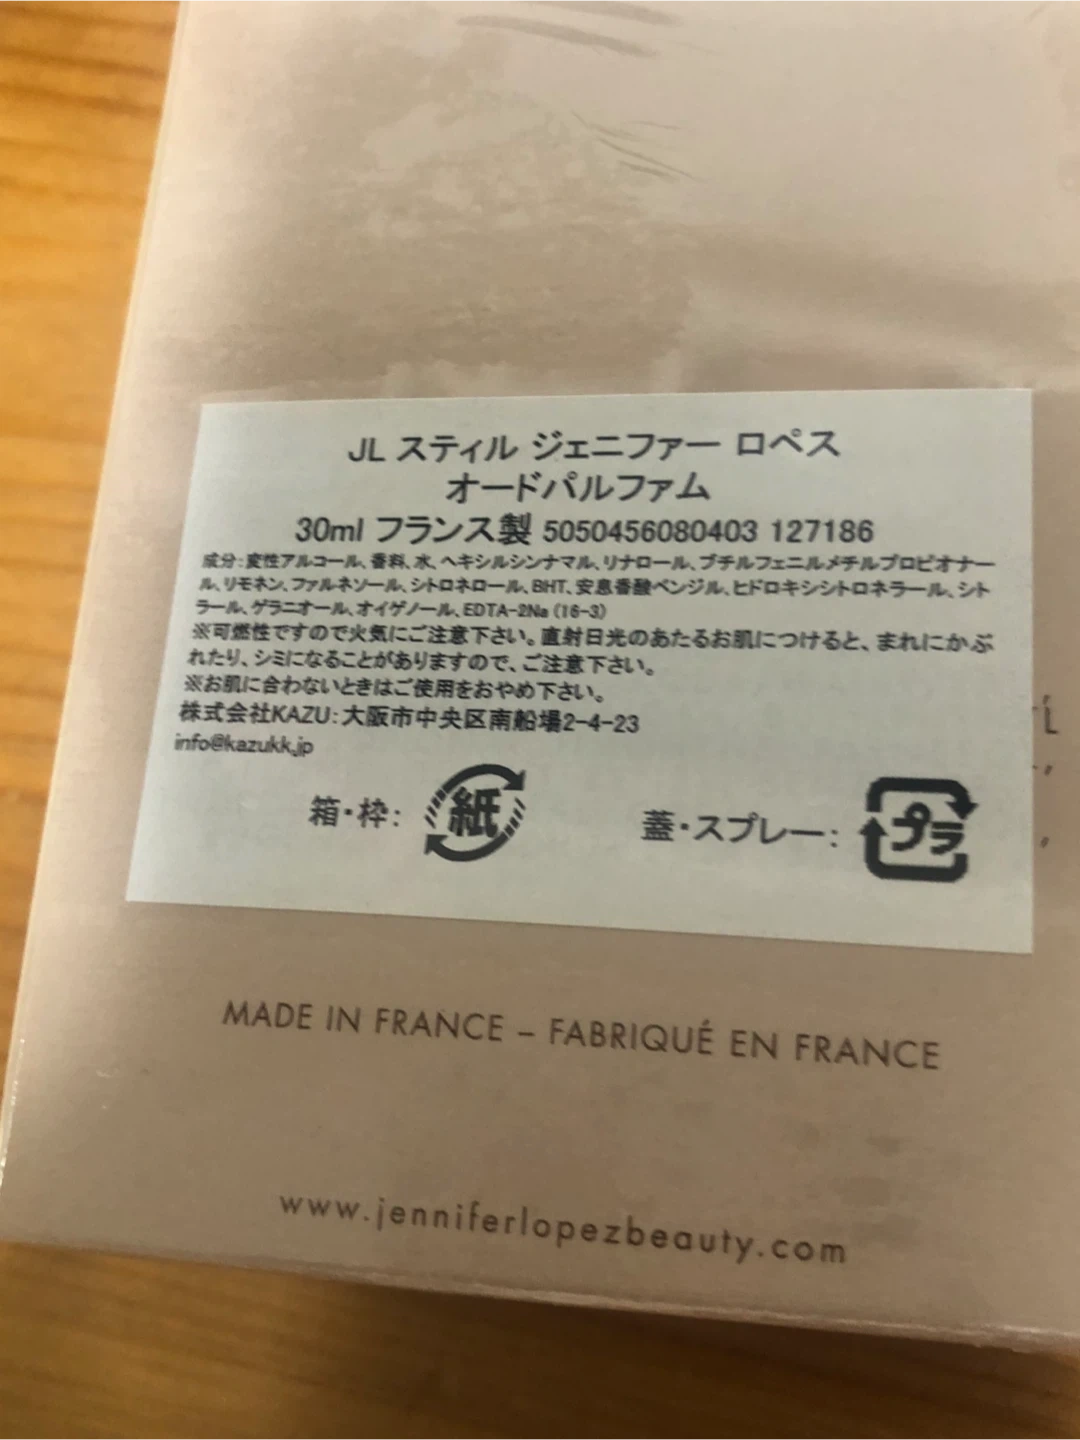 JL スティル ジェニファー ロペス
オードパルファム
30ml フランス製 5050456080403 127186
成分：変性アルコール、香料、水、ヘキシルシンナマル、リナロール、ブチルフェニルメチルプロピオナー
ル、リモネン、ファルネソール、シトロネロール、BHT、安息香酸ベンジル、ヒドロキシシトロネラール、シト
ラール、ゲラニオール、オイゲノール、EDTA-2Na (16-3)
※可燃性ですので火気にご注意下さい。直射日光のあたるお肌につけると、まれにかぶ
れたり、シミになることがありますので、ご注意下さい。
※お肌に合わないときはご使用をおやめ下さい。
株式会社KAZU：大阪市中央区南船場2-4-23
info@kazukk.jp
箱・枠： 紙 蓋・スプレー： プラ
MADE IN FRANCE – FABRIQUÉ EN FRANCE
www.jenniferlopezbeauty.com